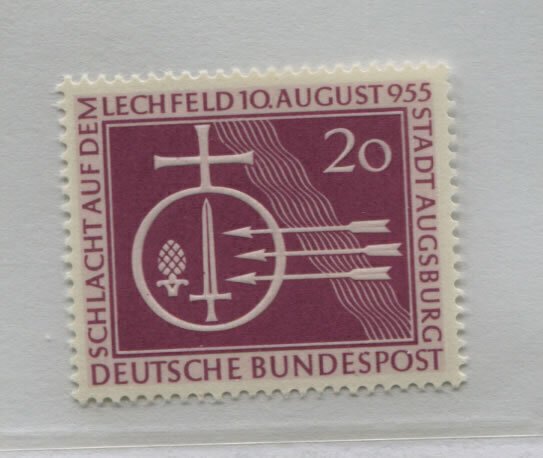 SCHLACHT AUF DEM
LECHFELD 10. AUGUST 955
STADT AUGSBURG
20
DEUTSCHE BUNDESPOST